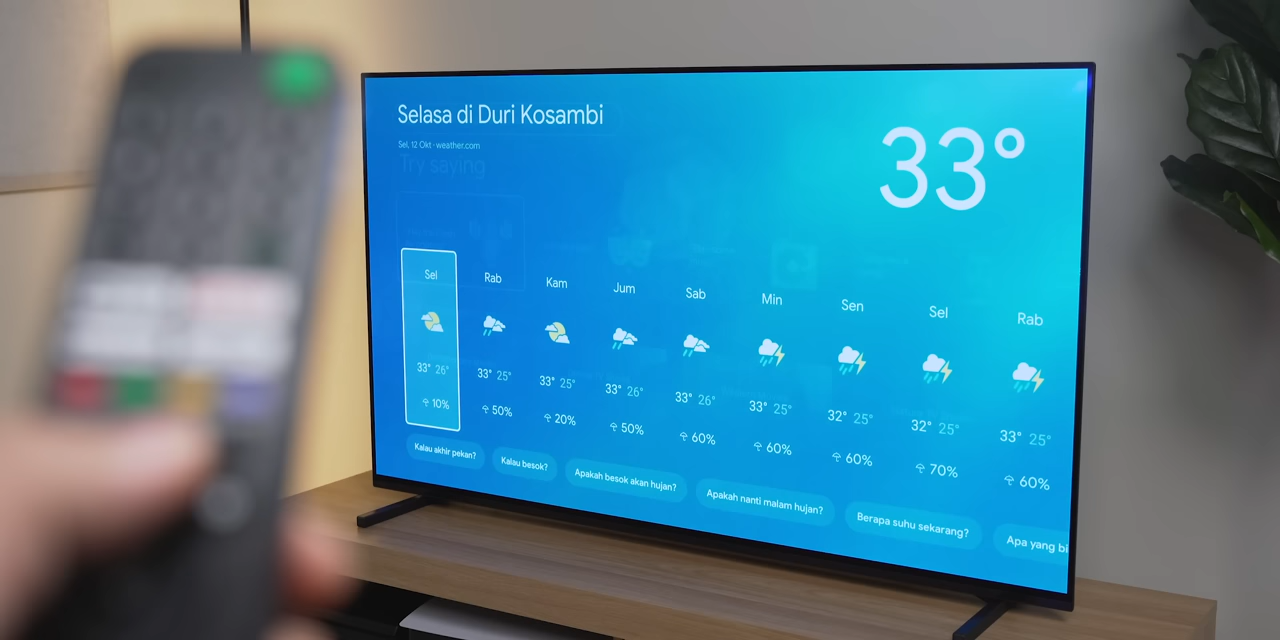 Selasa di Duri Kosambi
33°
Sel, 12 Okt · weather.com
Try saying
Sel Rab Kam Jum Sab Min Sen Sel Rab
33° 26° 33° 25° 33° 25° 33° 26° 33° 26° 33° 25° 32° 25° 32° 25° 33° 25°
10% 50% 20% 50% 60% 60% 60% 70% 60%
Kalau akhir pekan? Kalau besok? Apakah besok akan hujan? Apakah nanti malam hujan? Berapa suhu sekarang? Apa yang bi